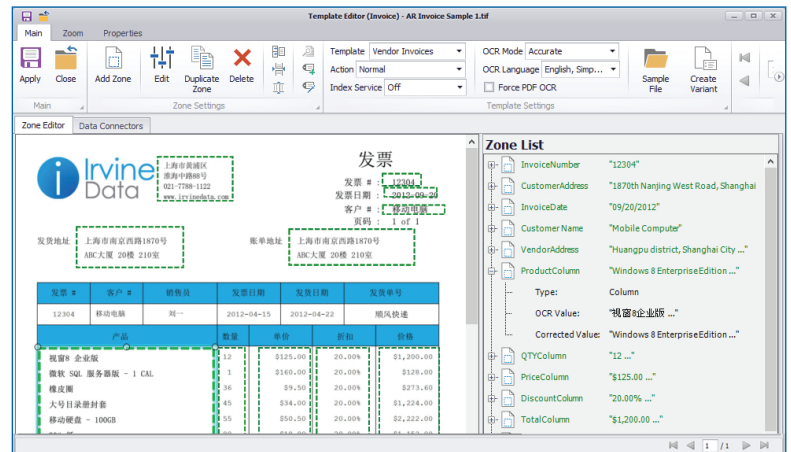 Template Editor (Invoice) - AR Invoice Sample 1.tif
Main Zoom Properties
Apply Close Add Zone Edit Duplicate Zone Delete
Template Vendor Invoices
Action Normal
Index Service Off
OCR Mode Accurate
OCR Language English, Simp...
Force PDF OCR
Sample File Create Variant
Main Zone Settings Template Settings
Zone Editor Data Connectors
Irvine Data
上海市黄浦区
淮海中路88号
021-7788-1122
www.irvinedata.com
发票
发票 # : 12304
发票日期 : 2012-09-20
客户 # : 移动电脑
页码 : 1 of 1
发货地址 上海市南京西路1870号
ABC大厦 20楼 210室
账单地址 上海市南京西路1870号
ABC大厦 20楼 210室
发票 # 客户 # 销售员 发票日期 发货日期 发货单号
12304 移动电脑 刘一 2012-04-15 2012-04-22 顺风快递
产品 数量 单价 折扣 价格
视窗8 企业版 12 $125.00 20.00% $1,200.00
微软 SQL 服务器版 - 1 CAL 1 $160.00 20.00% $128.00
橡皮圈 36 $9.50 20.00% $273.60
大号目录册封套 45 $34.00 20.00% $1,224.00
移动硬盘 - 100GB 55 $50.50 20.00% $2,222.00
Zone List
InvoiceNumber "12304"
CustomerAddress "1870th Nanjing West Road, Shanghai
InvoiceDate "09/20/2012"
Customer Name "Mobile Computer"
VendorAddress "Huangpu district, Shanghai City ..."
ProductColumn "Windows 8 EnterpriseEdition ..."
Type: Column
OCR Value: "视窗8企业版 ..."
Corrected Value: "Windows 8 EnterpriseEdition ..."
QTYColumn "12 ..."
PriceColumn "$125.00 ..."
DiscountColumn "20.00% ..."
TotalColumn "$1,200.00 ..."
1 /1